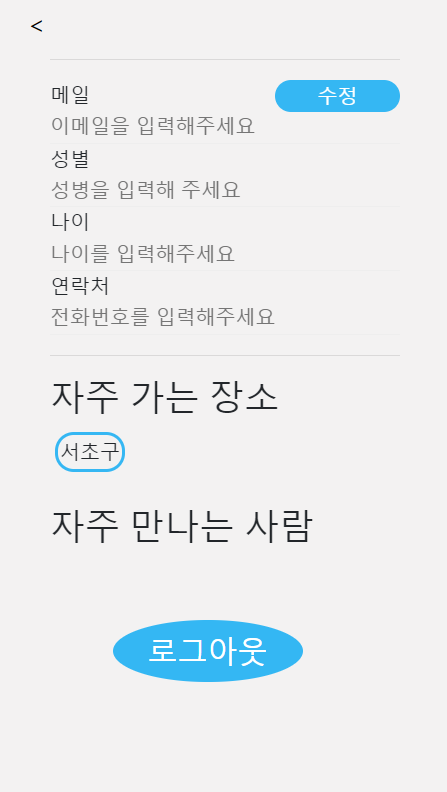 <
메일
수정
이메일을 입력해주세요
성별
성병을 입력해 주세요
나이
나이를 입력해주세요
연락처
전화번호를 입력해주세요
자주 가는 장소
서초구
자주 만나는 사람
로그아웃